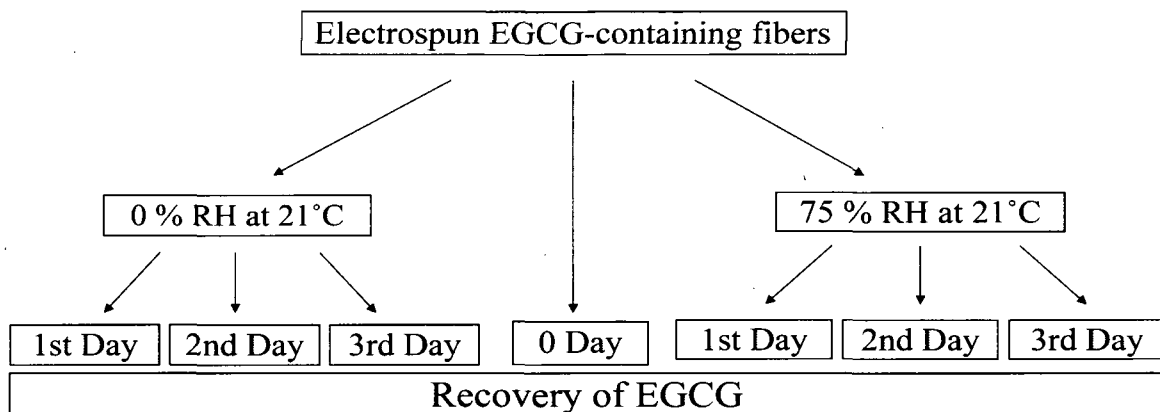 Electrospun EGCG-containing fibers
0 % RH at 21˚C
75 % RH at 21˚C
1st Day
2nd Day
3rd Day
0 Day
1st Day
2nd Day
3rd Day
Recovery of EGCG